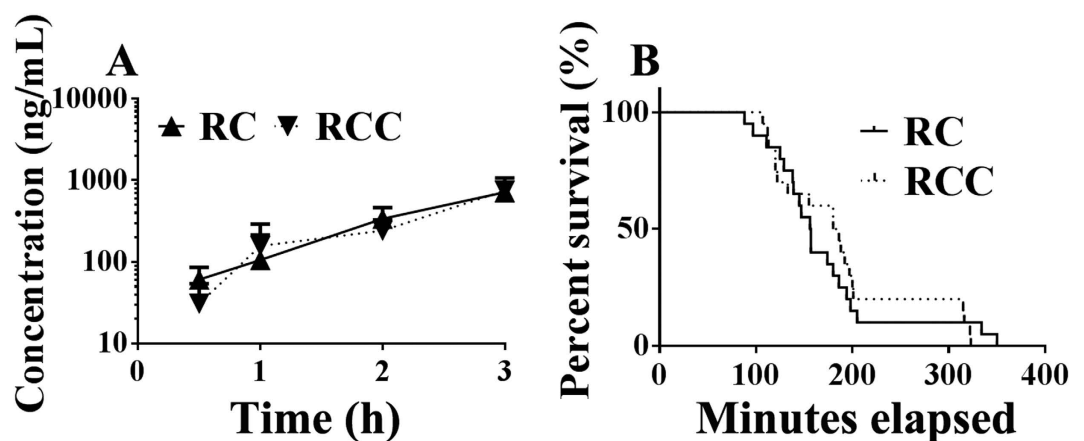 A
Concentration (ng/mL)
10000
1000
100
10
RC
RCC
0
1
2
3
Time (h)
B
Percent survival (%)
100
50
0
RC
RCC
0
100
200
300
400
Minutes elapsed